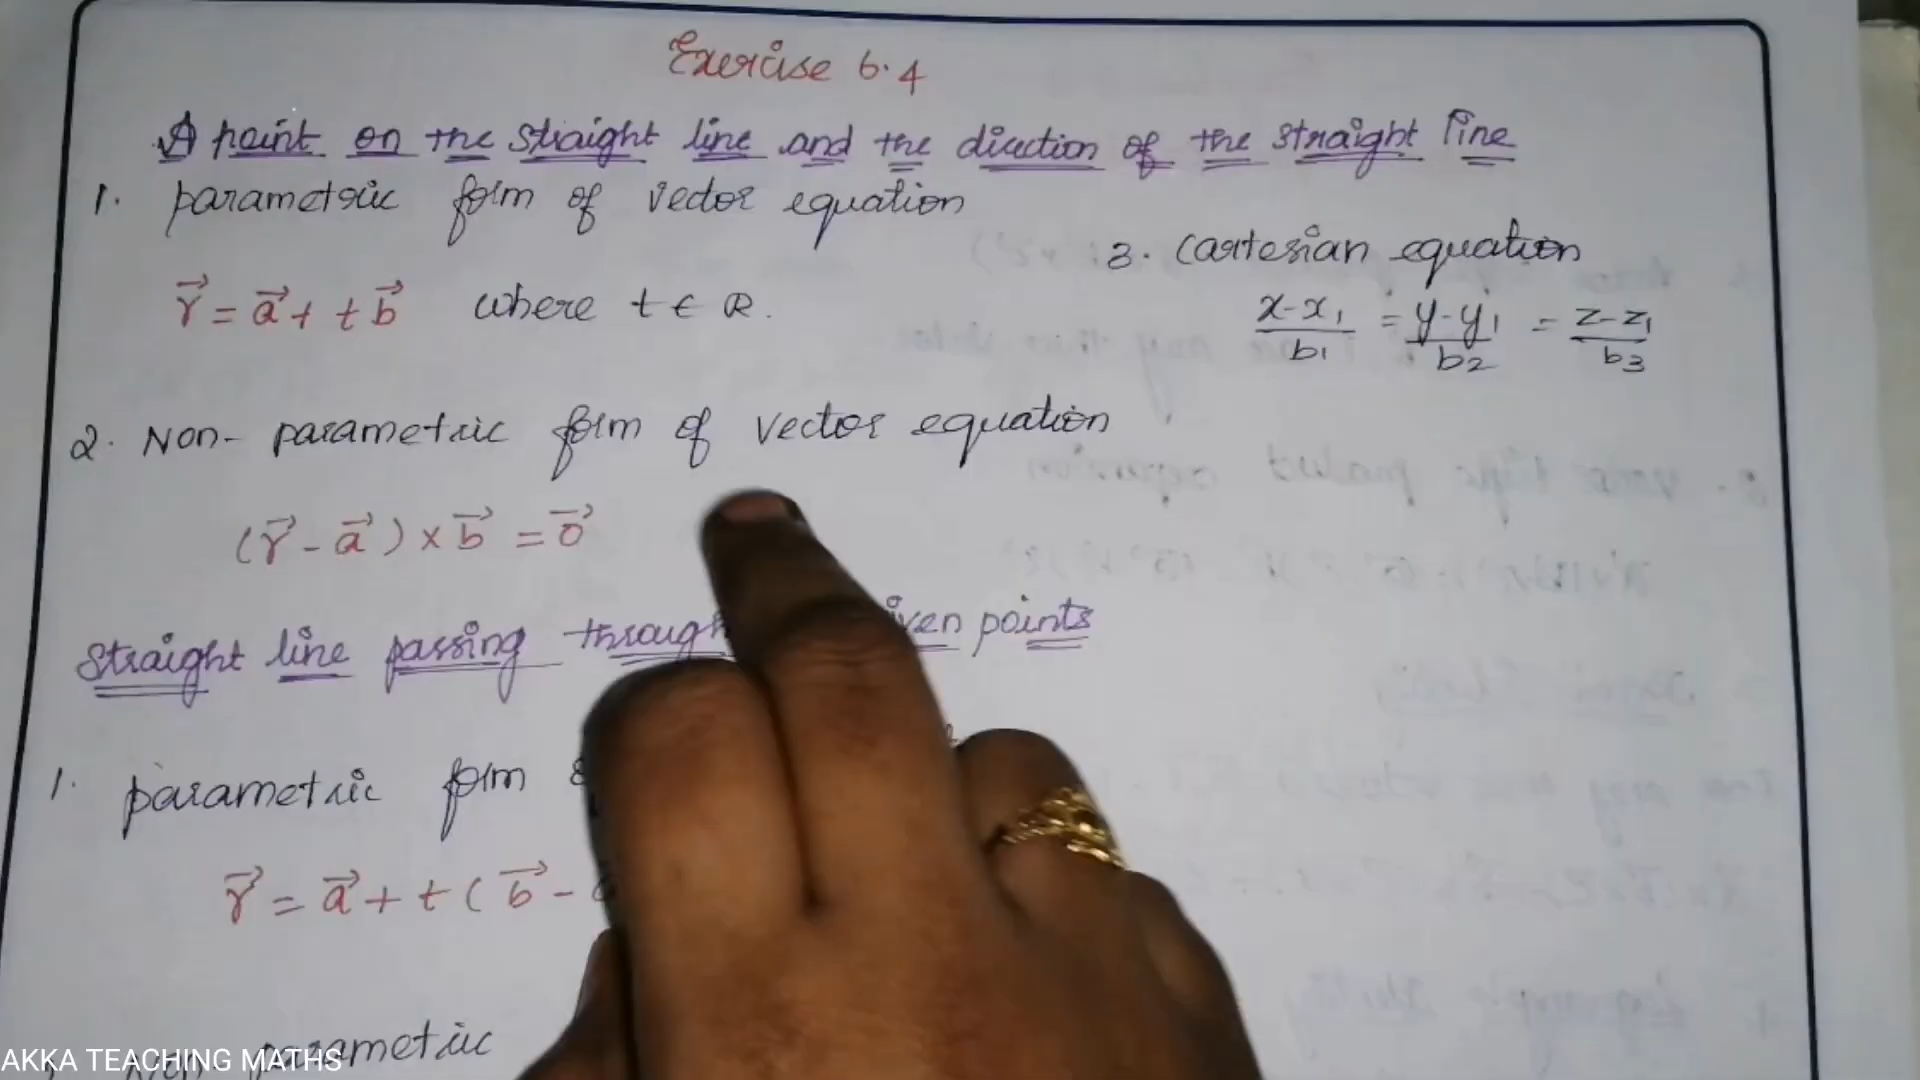 Exercise 6.4
A point on the straight line and the direction of the straight line
1. parametric form of vector equation
r⃗ = a⃗ + t b⃗ where t ∈ R.
3. Cartesian equation
x-x₁/b₁ = y-y₁/b₂ = z-z₁/b₃
2. Non-parametric form of vector equation
(r⃗ - a⃗) × b⃗ = 0⃗
Straight line passing through points
1. parametric form
r⃗ = a⃗ + t(b⃗ -
Non-parametric
AKKA TEACHING MATHS